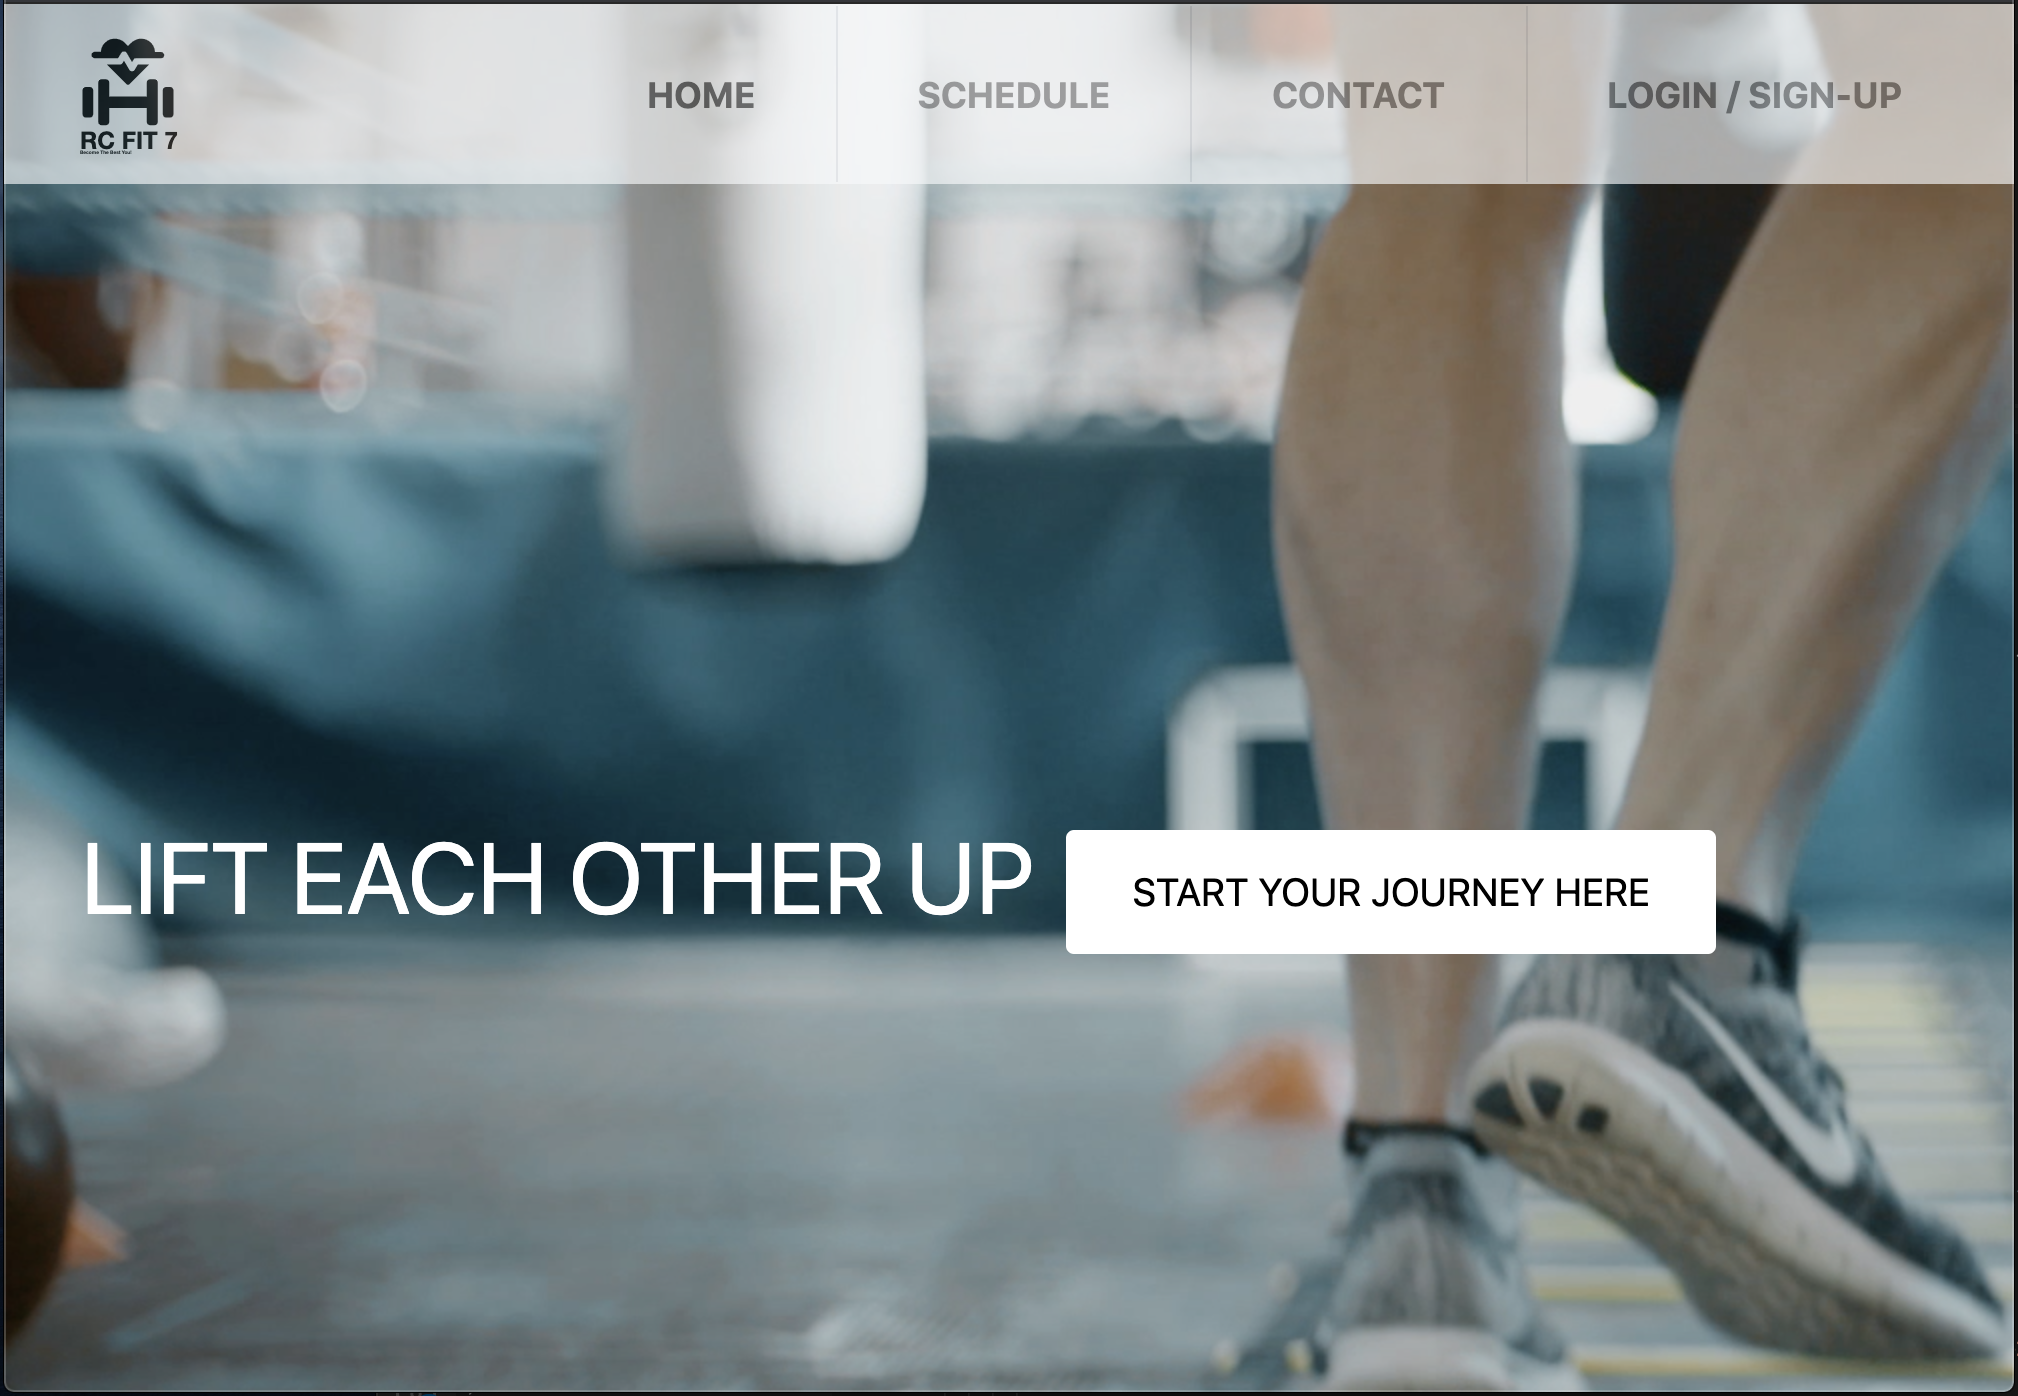 RC FIT 7
Become The Best You!
HOME
SCHEDULE
CONTACT
LOGIN / SIGN-UP
LIFT EACH OTHER UP
START YOUR JOURNEY HERE